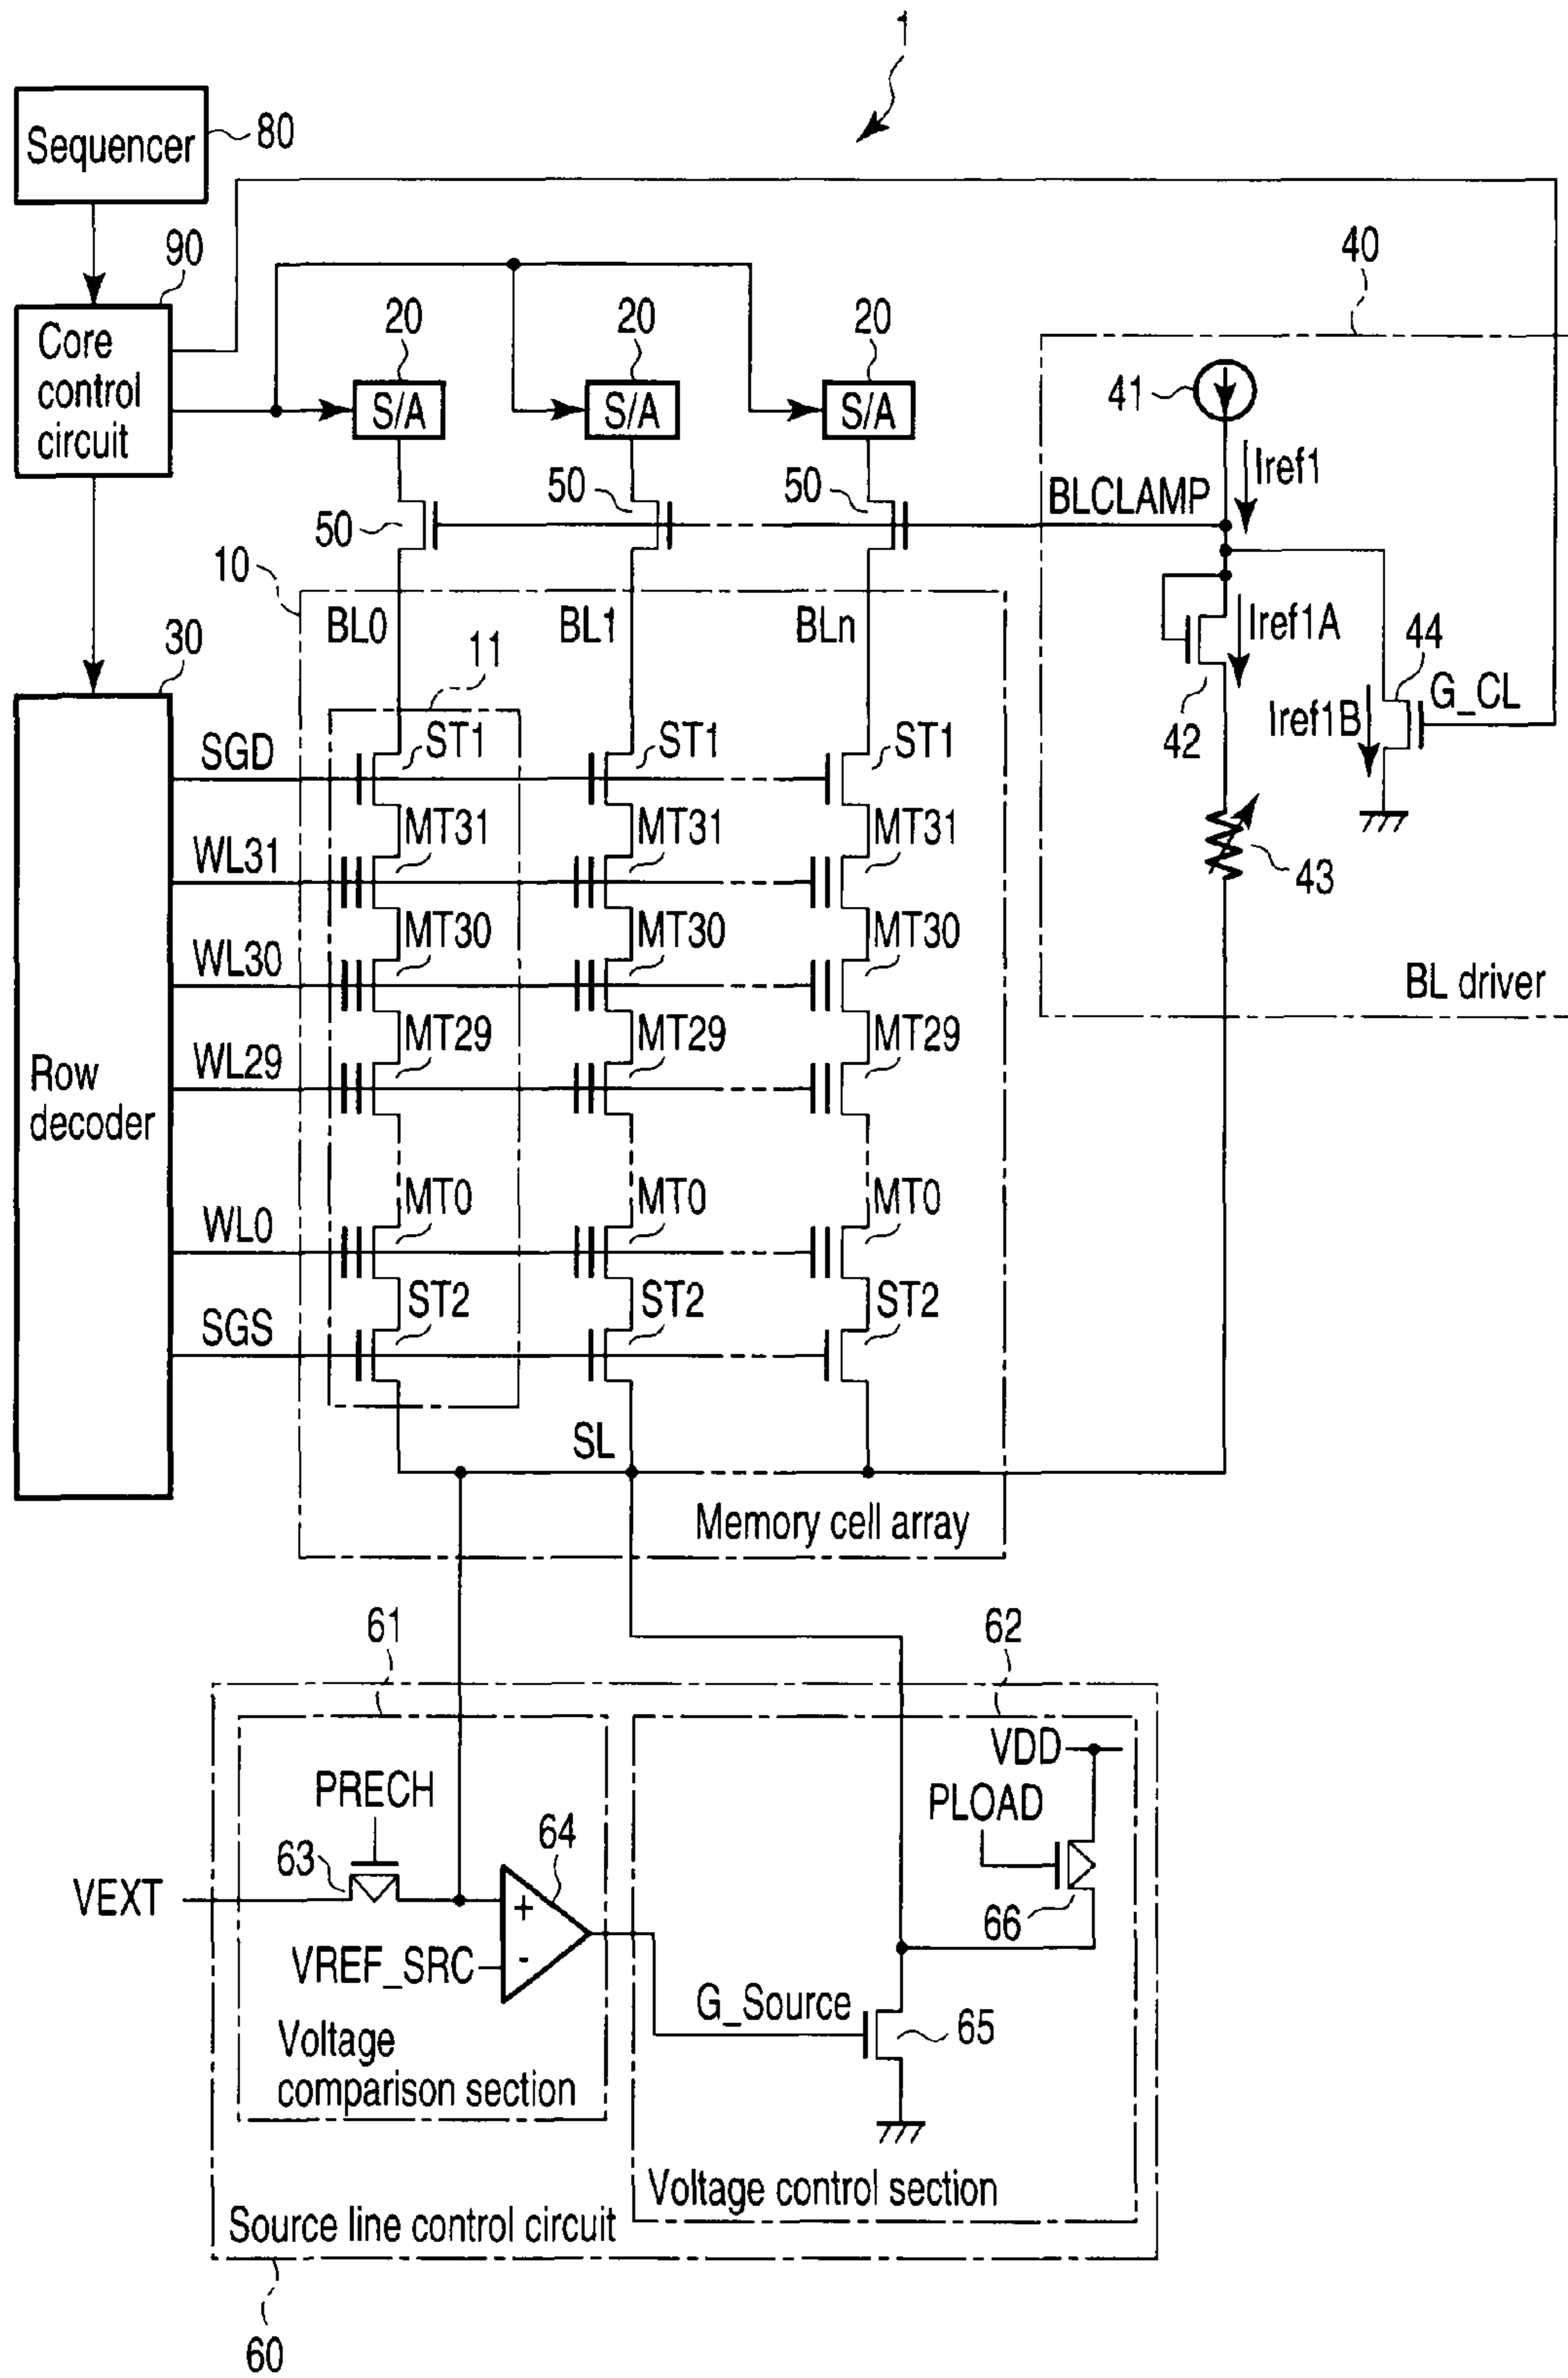 1
Sequencer
80
90
Core
control
circuit
20
20
20
S/A
S/A
S/A
40
41
Iref1
BLCLAMP
50
50
50
10
BL0
BL1
BLn
Iref1A
42
44
G_CL
Iref1B
43
BL driver
30
Row
decoder
11
SGD
ST1
ST1
ST1
WL31
MT31
MT31
MT31
WL30
MT30
MT30
MT30
WL29
MT29
MT29
MT29
WL0
MT0
MT0
MT0
SGS
ST2
ST2
ST2
SL
Memory cell array
61
62
VDD
PRECH
PLOAD
63
64
VEXT
66
VREF_SRC
+
-
G_Source
65
Voltage
comparison section
Voltage control section
Source line control circuit
60